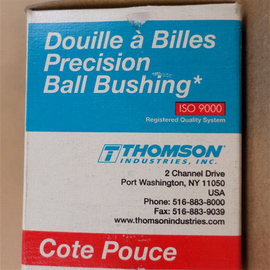 Douille à Billes
Precision
Ball Bushing*
ISO 9000
Registered Quality System
THOMSON
INDUSTRIES, INC.
2 Channel Drive
Port Washington, NY 11050
USA
Phone: 516-883-8000
Fax: 516-883-9039
www.thomsonindustries.com
Cote Pouce